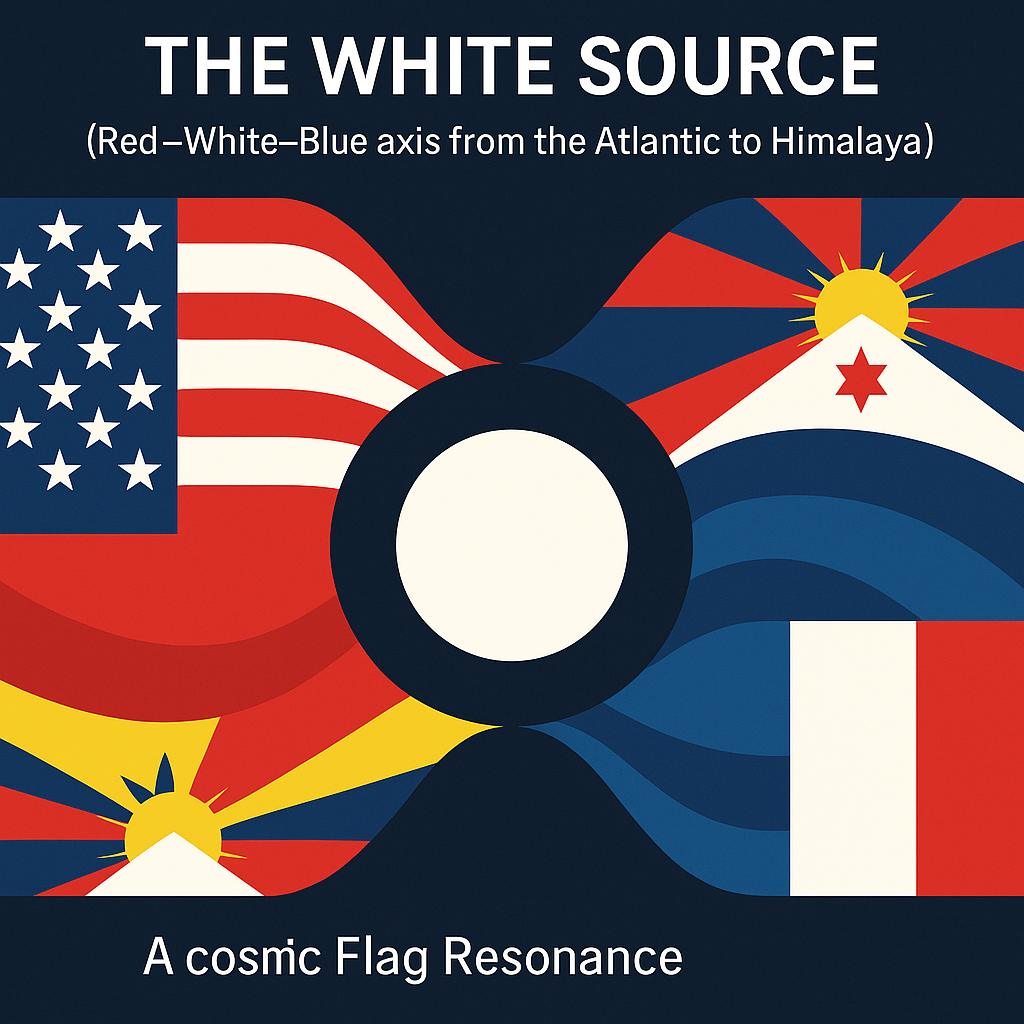 THE WHITE SOURCE
(Red–White–Blue axis from the Atlantic to Himalaya)
A cosmic Flag Resonance